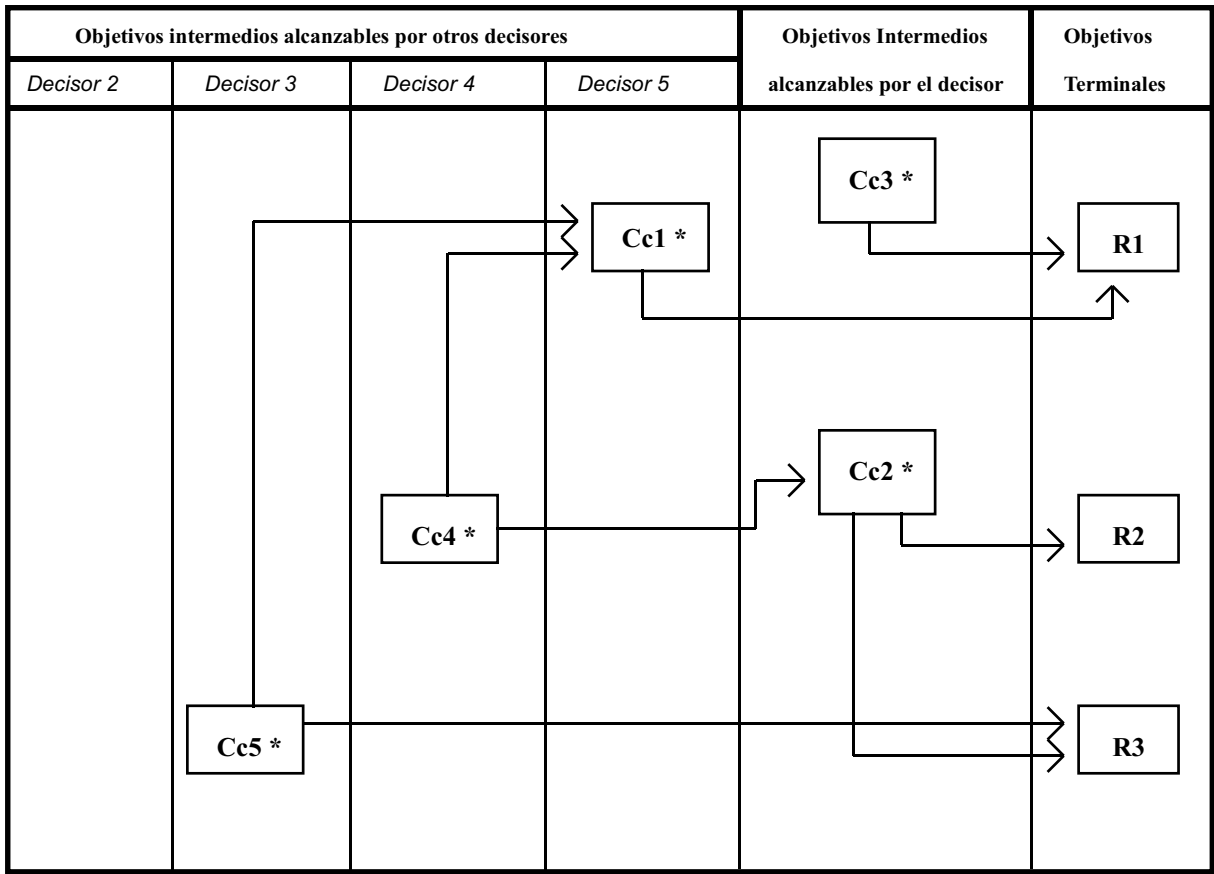 Objetivos intermedios alcanzables por otros decisores
Objetivos Intermedios
alcanzables por el decisor
Objetivos
Terminales
Decisor 2
Decisor 3
Decisor 4
Decisor 5
Cc3 *
Cc1 *
R1
Cc2 *
Cc4 *
R2
Cc5 *
R3